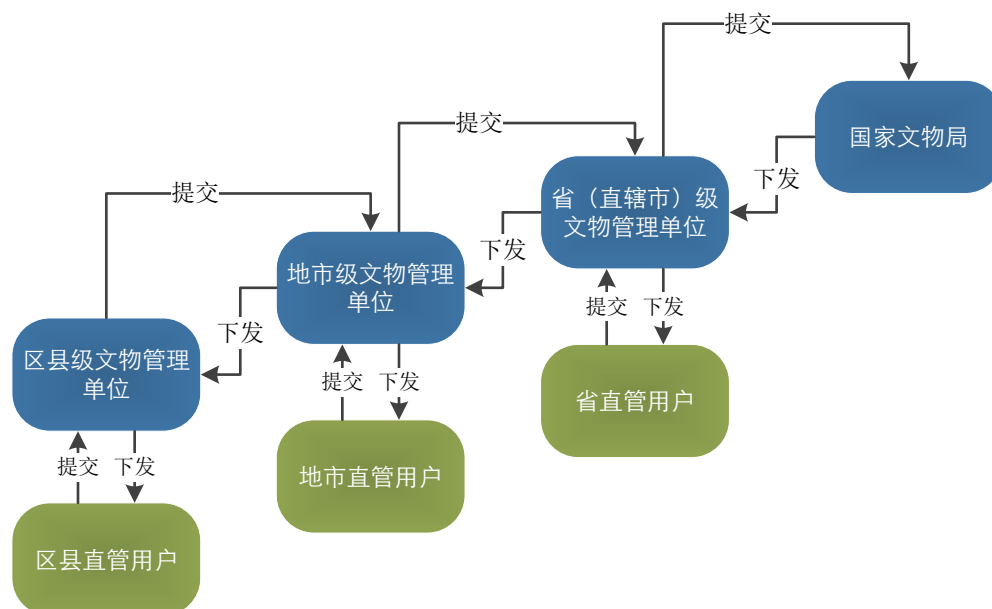 提交
国家文物局
提交
下发
省（直辖市）级
文物管理单位
提交
下发
地市级文物管理
单位
提交
下发
下发
省直管用户
区县级文物管理
单位
提交
下发
地市直管用户
提交
下发
区县直管用户